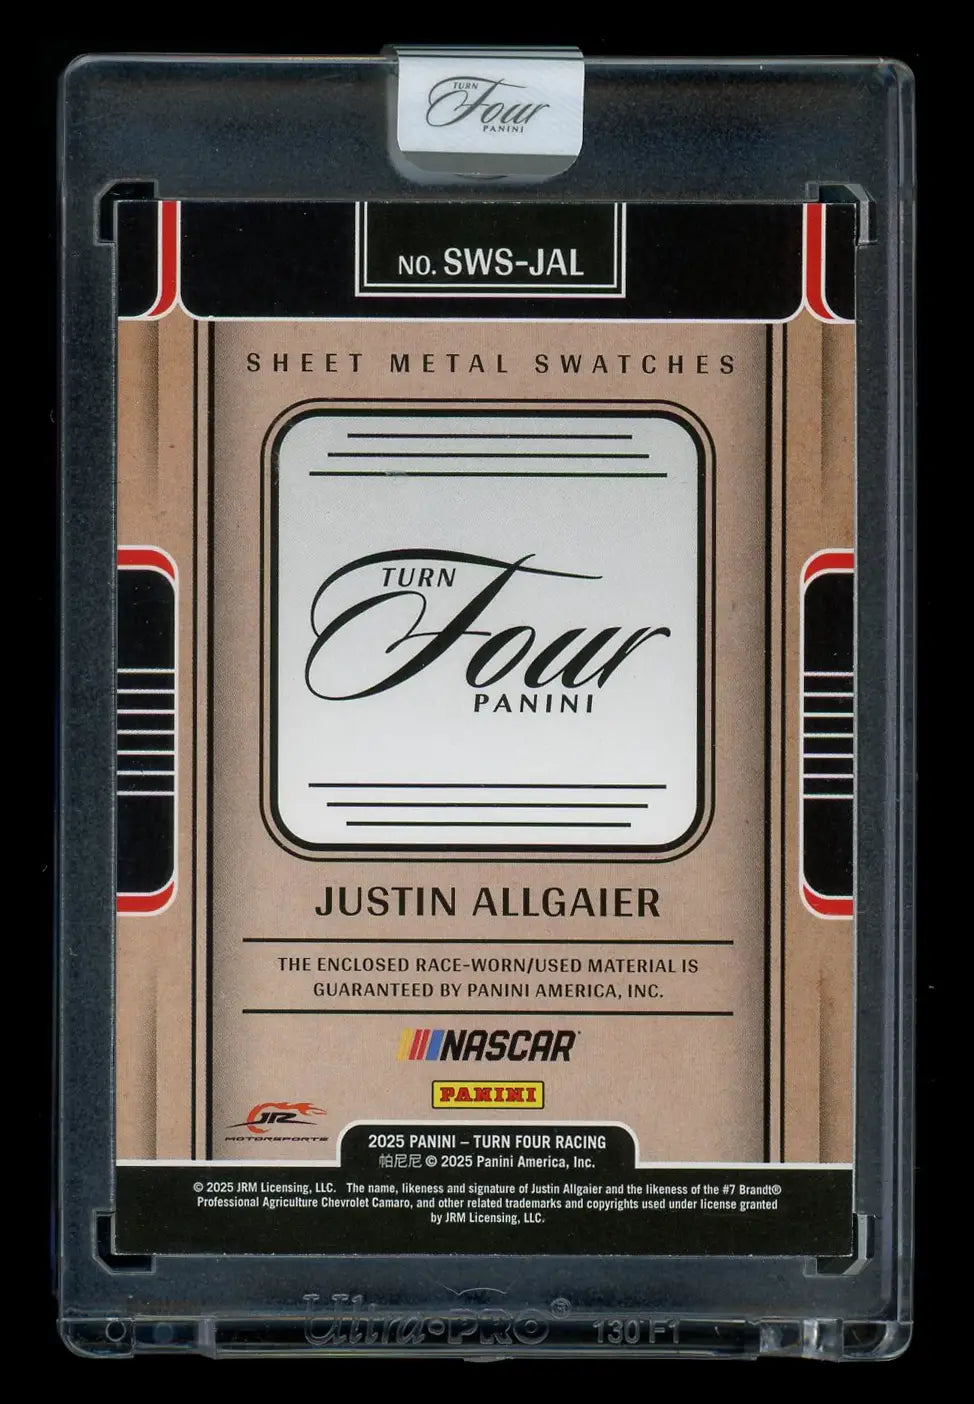 TURN
Four
PANINI
NO. SWS-JAL
SHEET METAL SWATCHES
TURN
Four
PANINI
JUSTIN ALLGAIER
THE ENCLOSED RACE-WORN/USED MATERIAL IS
GUARANTEED BY PANINI AMERICA, INC.
NASCAR
PANINI
JR
MOTORSPORTS
2025 PANINI – TURN FOUR RACING
帕尼尼 © 2025 Panini America, Inc.
© 2025 JRM Licensing, LLC. The name, likeness and signature of Justin Allgaier and the likeness of the #7 Brandt®
Professional Agriculture Chevrolet Camaro, and other related trademarks and copyrights used under license granted
by JRM Licensing, LLC.
Ultra•PRO® 130 F1